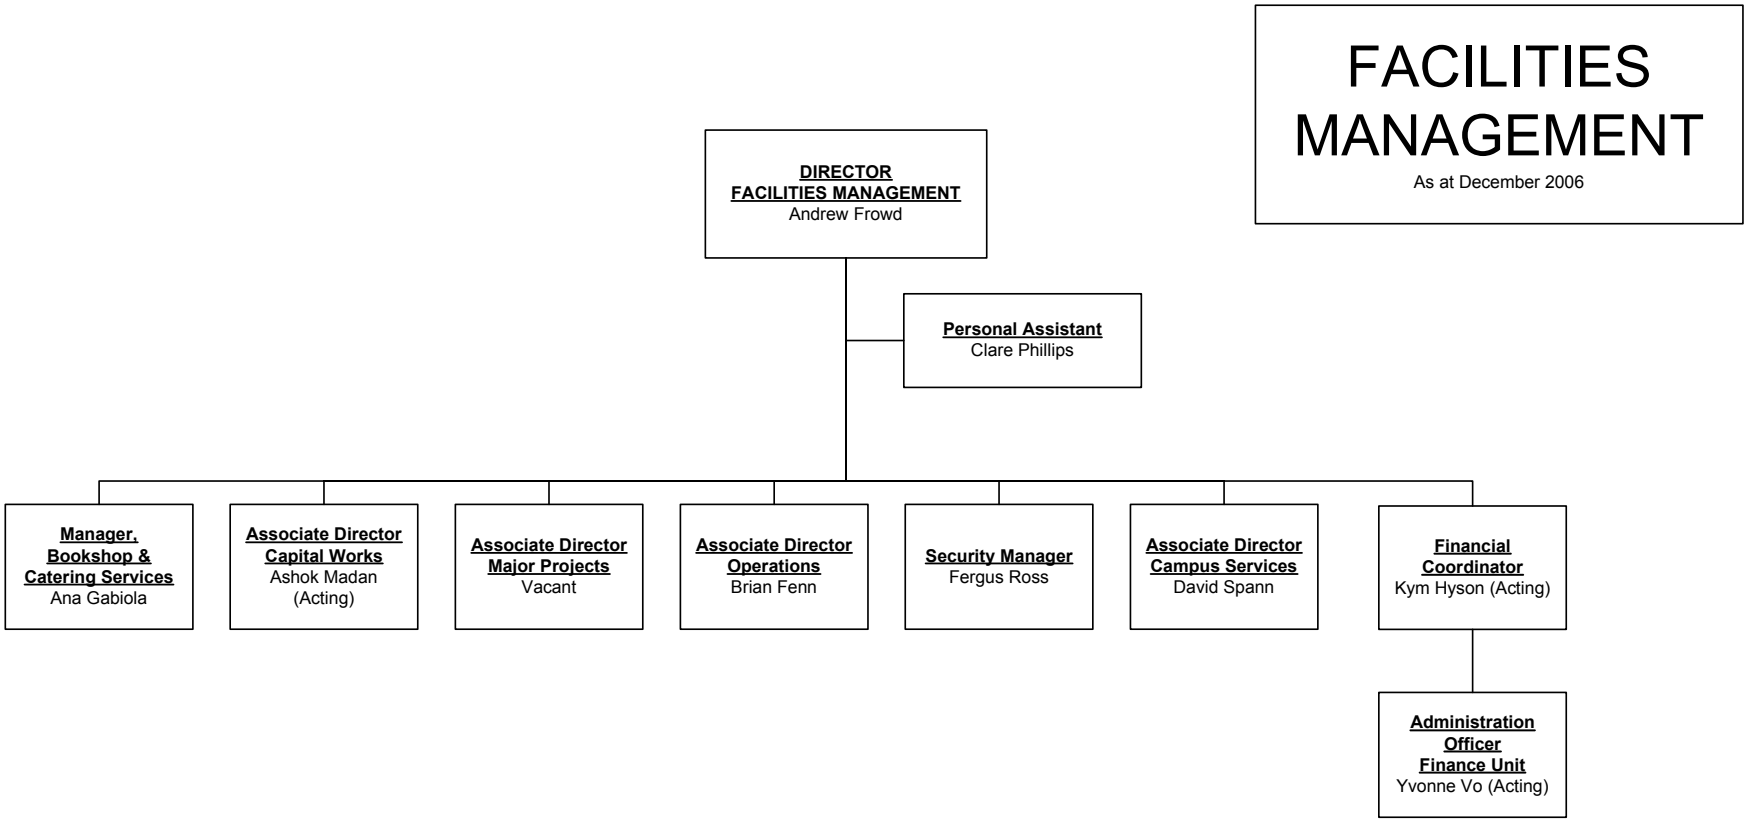 FACILITIES
MANAGEMENT
As at December 2006
DIRECTOR
FACILITIES MANAGEMENT
Andrew Frowd
Personal Assistant
Clare Phillips
Manager,
Bookshop &
Catering Services
Ana Gabiola
Associate Director
Capital Works
Ashok Madan
(Acting)
Associate Director
Major Projects
Vacant
Associate Director
Operations
Brian Fenn
Security Manager
Fergus Ross
Associate Director
Campus Services
David Spann
Financial
Coordinator
Kym Hyson (Acting)
Administration
Officer
Finance Unit
Yvonne Vo (Acting)